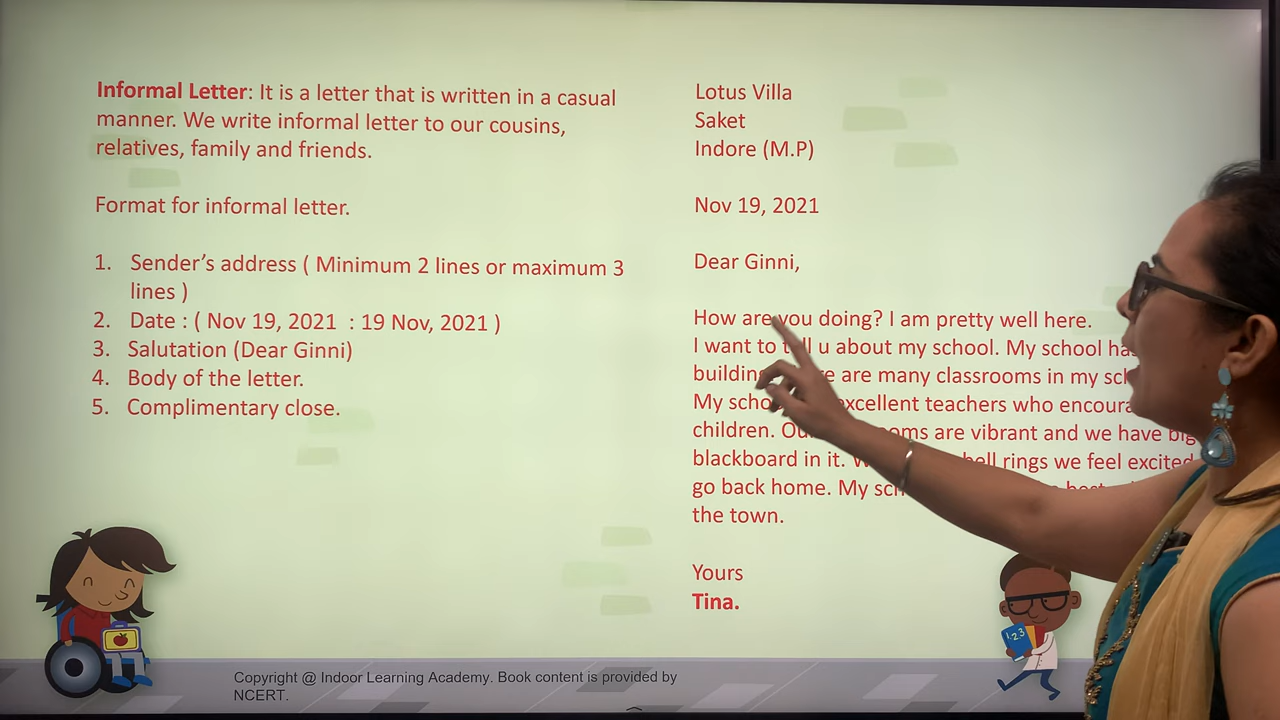 Informal Letter: It is a letter that is written in a casual
manner. We write informal letter to our cousins,
relatives, family and friends.
Format for informal letter.
1. Sender's address ( Minimum 2 lines or maximum 3
lines )
2. Date : ( Nov 19, 2021 : 19 Nov, 2021 )
3. Salutation (Dear Ginni)
4. Body of the letter.
5. Complimentary close.
Lotus Villa
Saket
Indore (M.P)
Nov 19, 2021
Dear Ginni,
How are you doing? I am pretty well here.
I want to tell u about my school. My school
are many classrooms in my
My excellent teachers who
children. are vibrant and we have big
blackboard in it. bell rings we feel excited
go back home. My
the town.
Yours
Tina.
Copyright @ Learning Academy. Book content is provided by
NCERT.
1 2 3